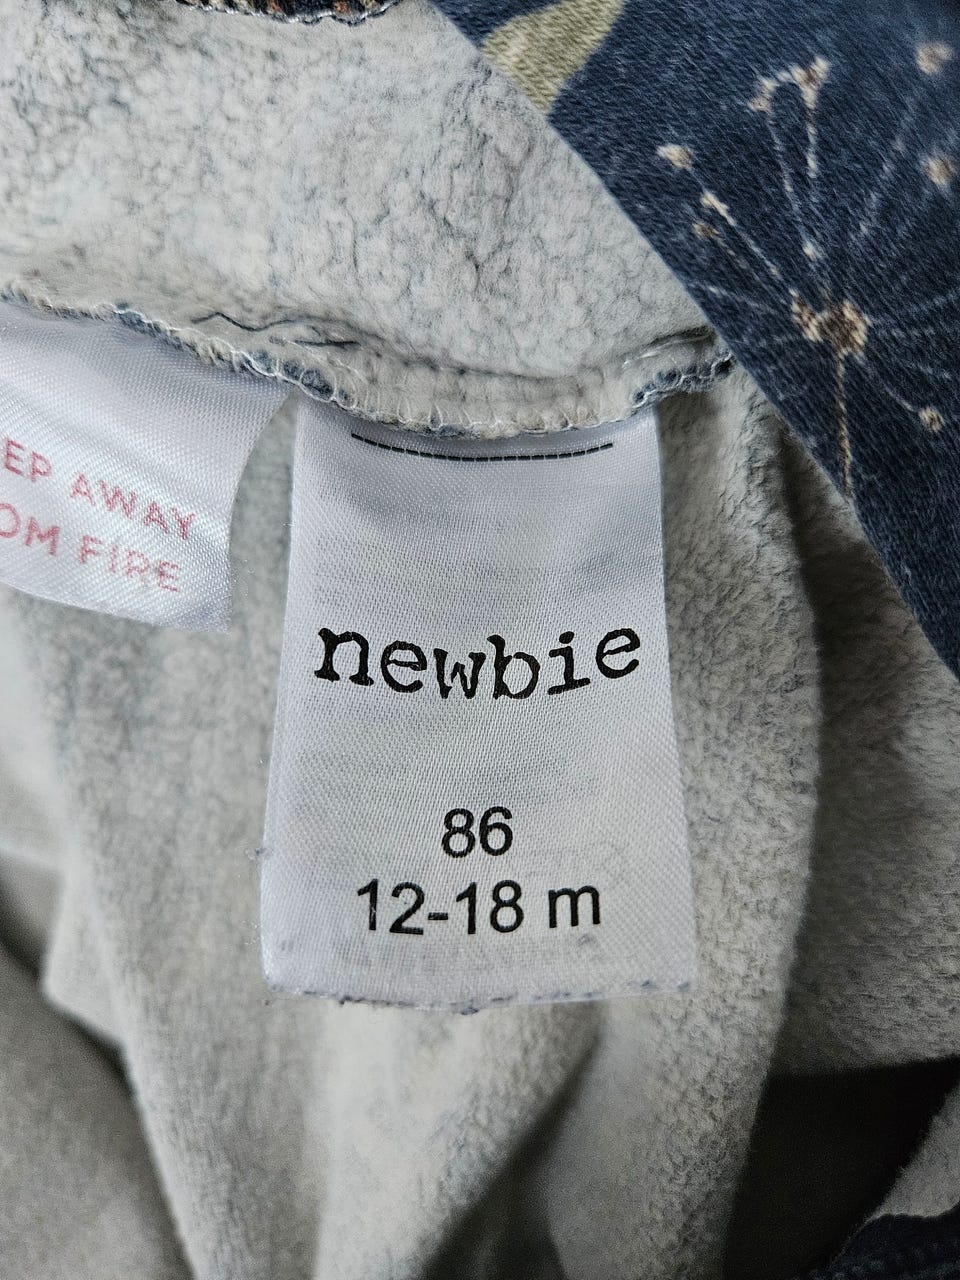 EP AWAY
OM FIRE
newbie
86
12-18 m